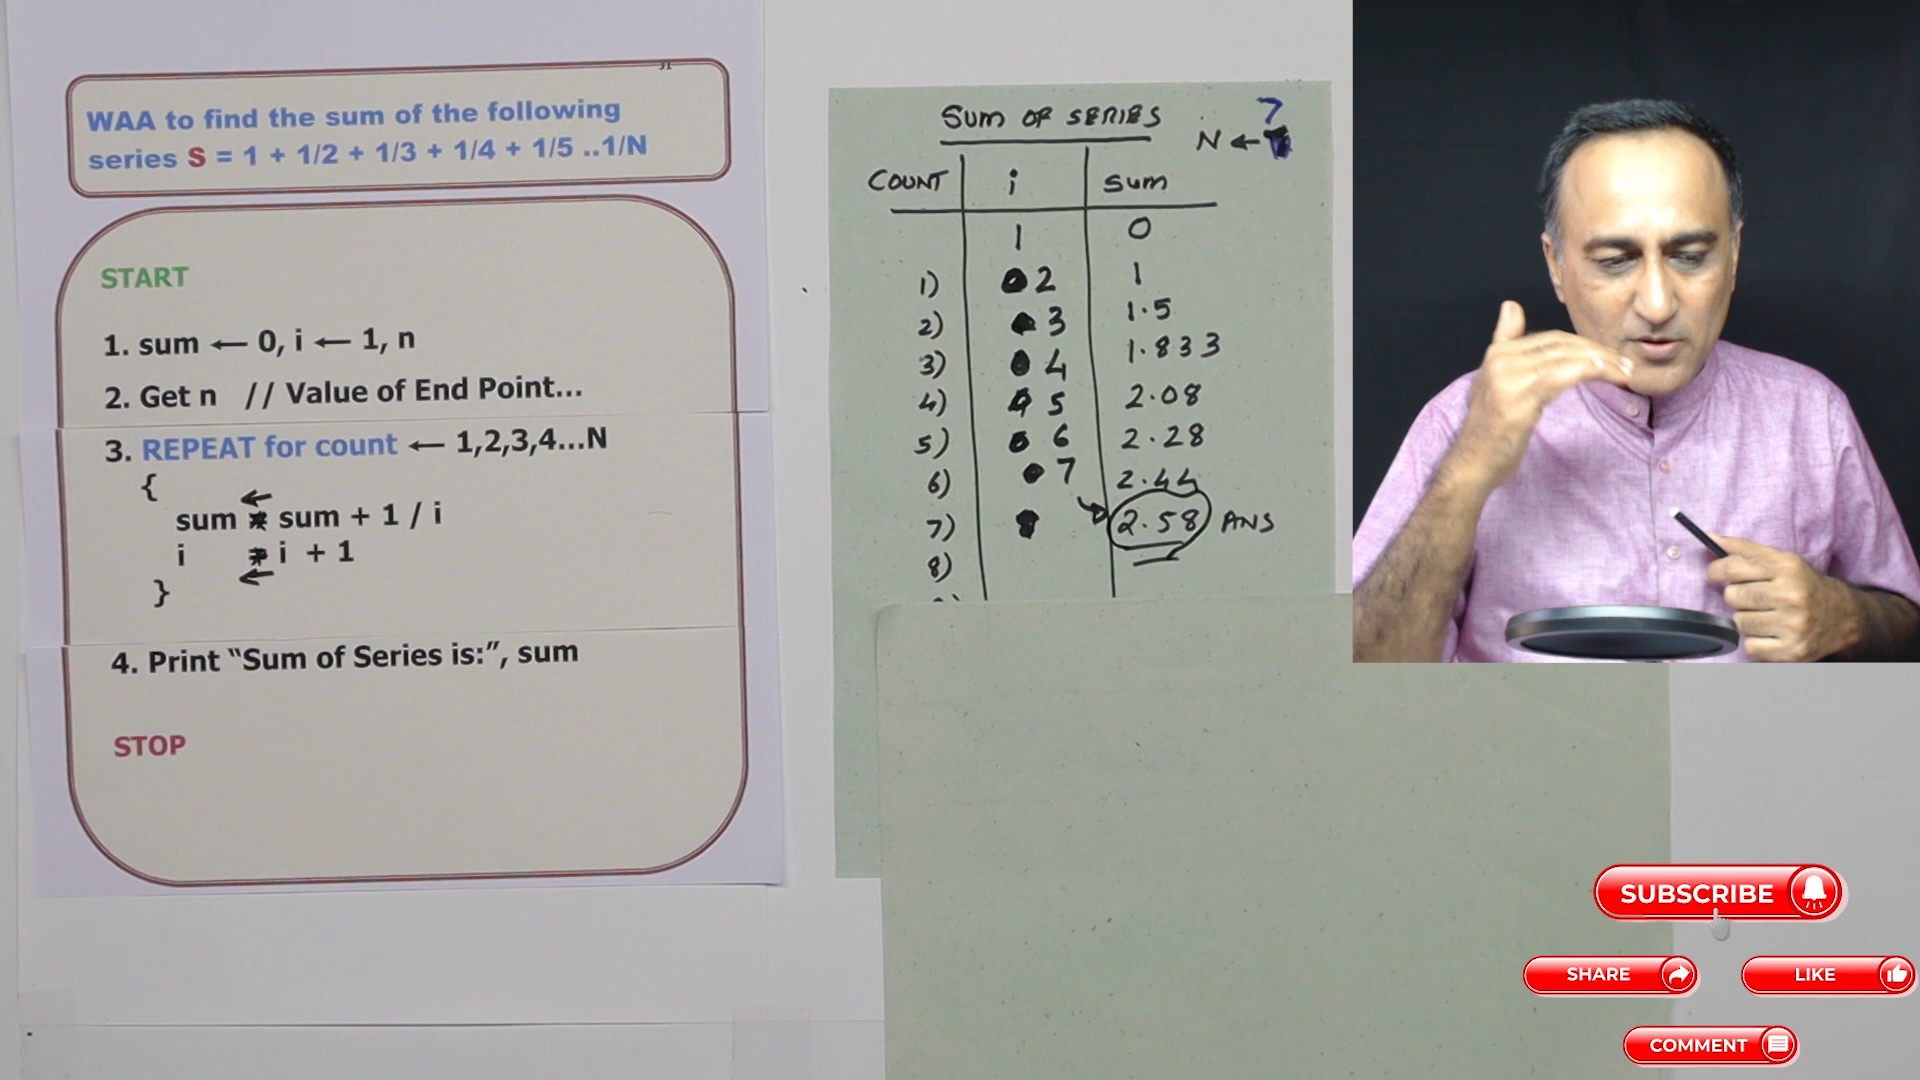 31
WAA to find the sum of the following
series S = 1 + 1/2 + 1/3 + 1/4 + 1/5 ..1/N
START
1. sum ← 0, i ← 1, n
2. Get n // Value of End Point...
3. REPEAT for count ← 1,2,3,4...N
{
sum ← sum + 1 / i
i ← i + 1
}
4. Print “Sum of Series is:”, sum
STOP
SUM OF SERIES
N ← 7
COUNT i sum
1 0
1) 2 1
2) 3 1.5
3) 4 1.833
4) 5 2.08
5) 6 2.28
6) 7 2.44
7) 8 2.58 ANS
8)
SUBSCRIBE
SHARE
LIKE
COMMENT